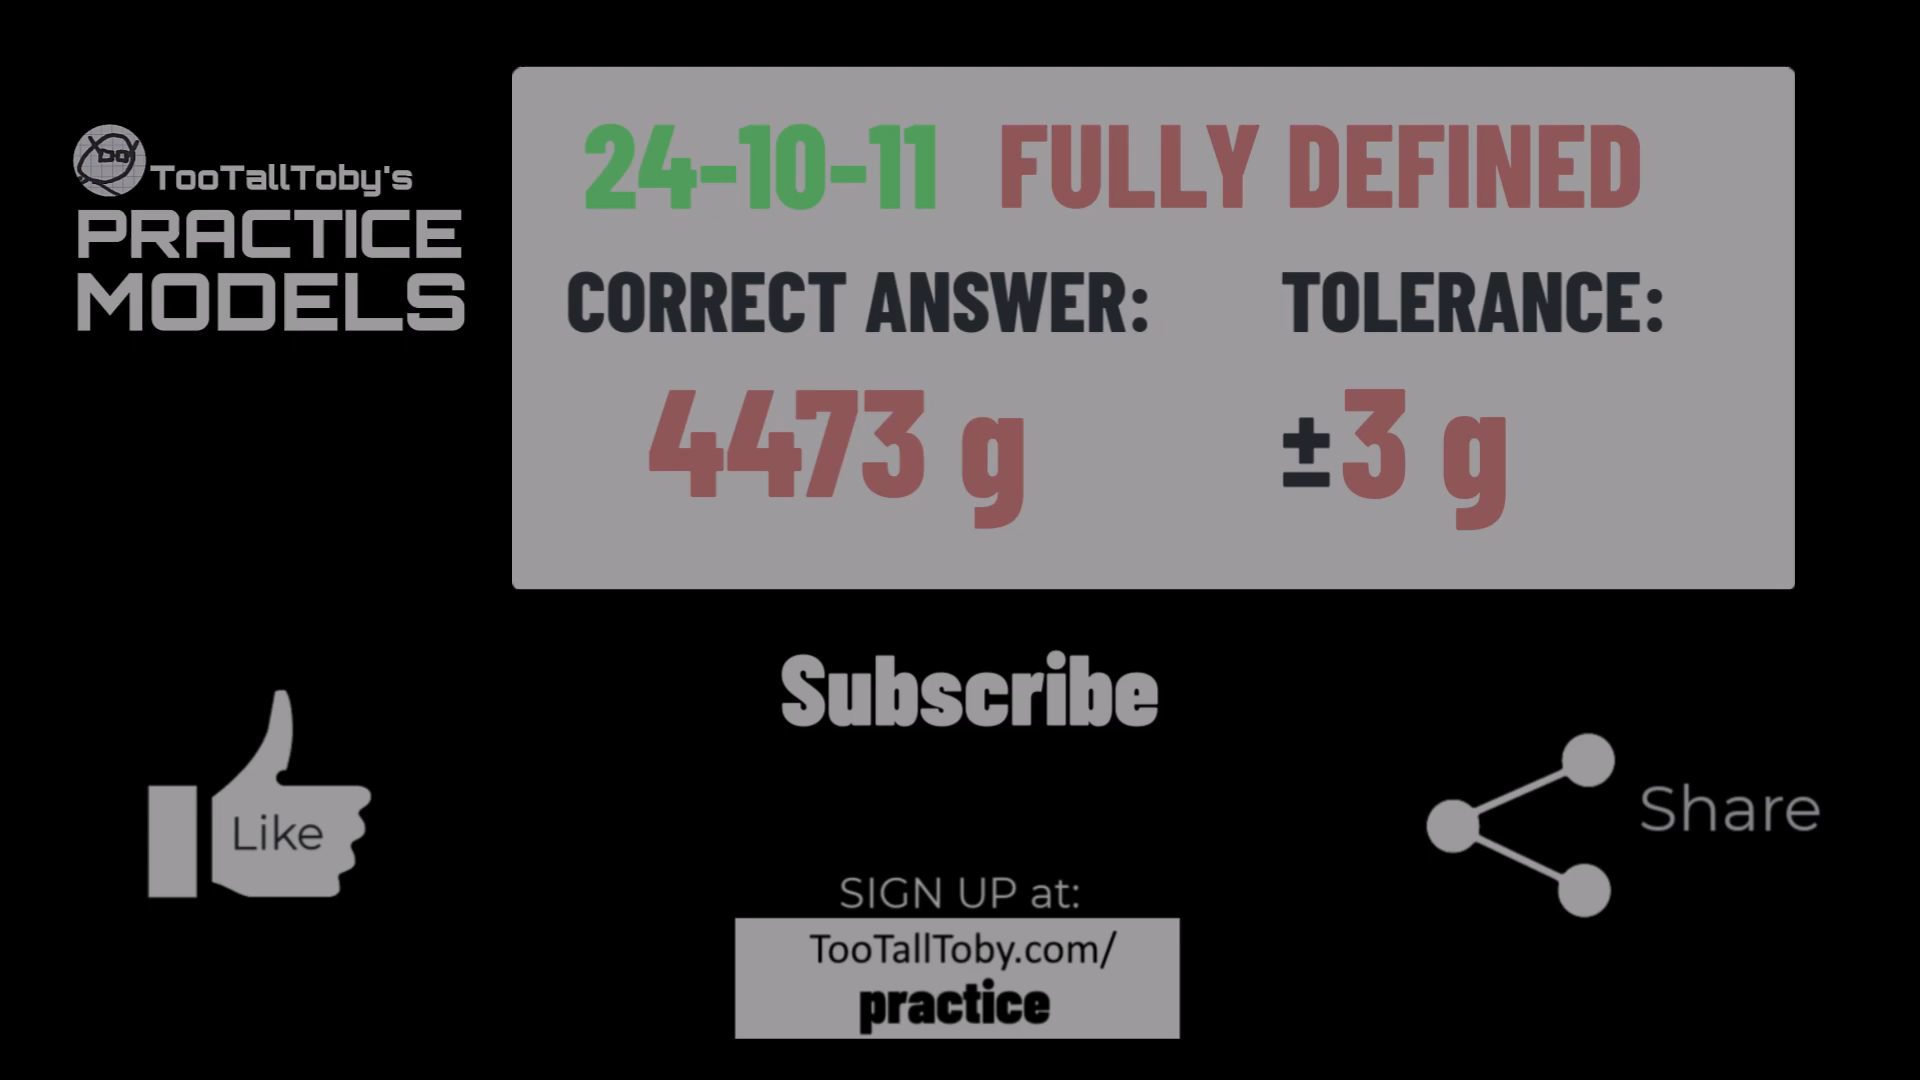 TooTallToby's
PRACTICE
MODELS
24-10-11 FULLY DEFINED
CORRECT ANSWER: TOLERANCE:
4473 g ±3 g
Subscribe
Like
Share
SIGN UP at:
TooTallToby.com/
practice